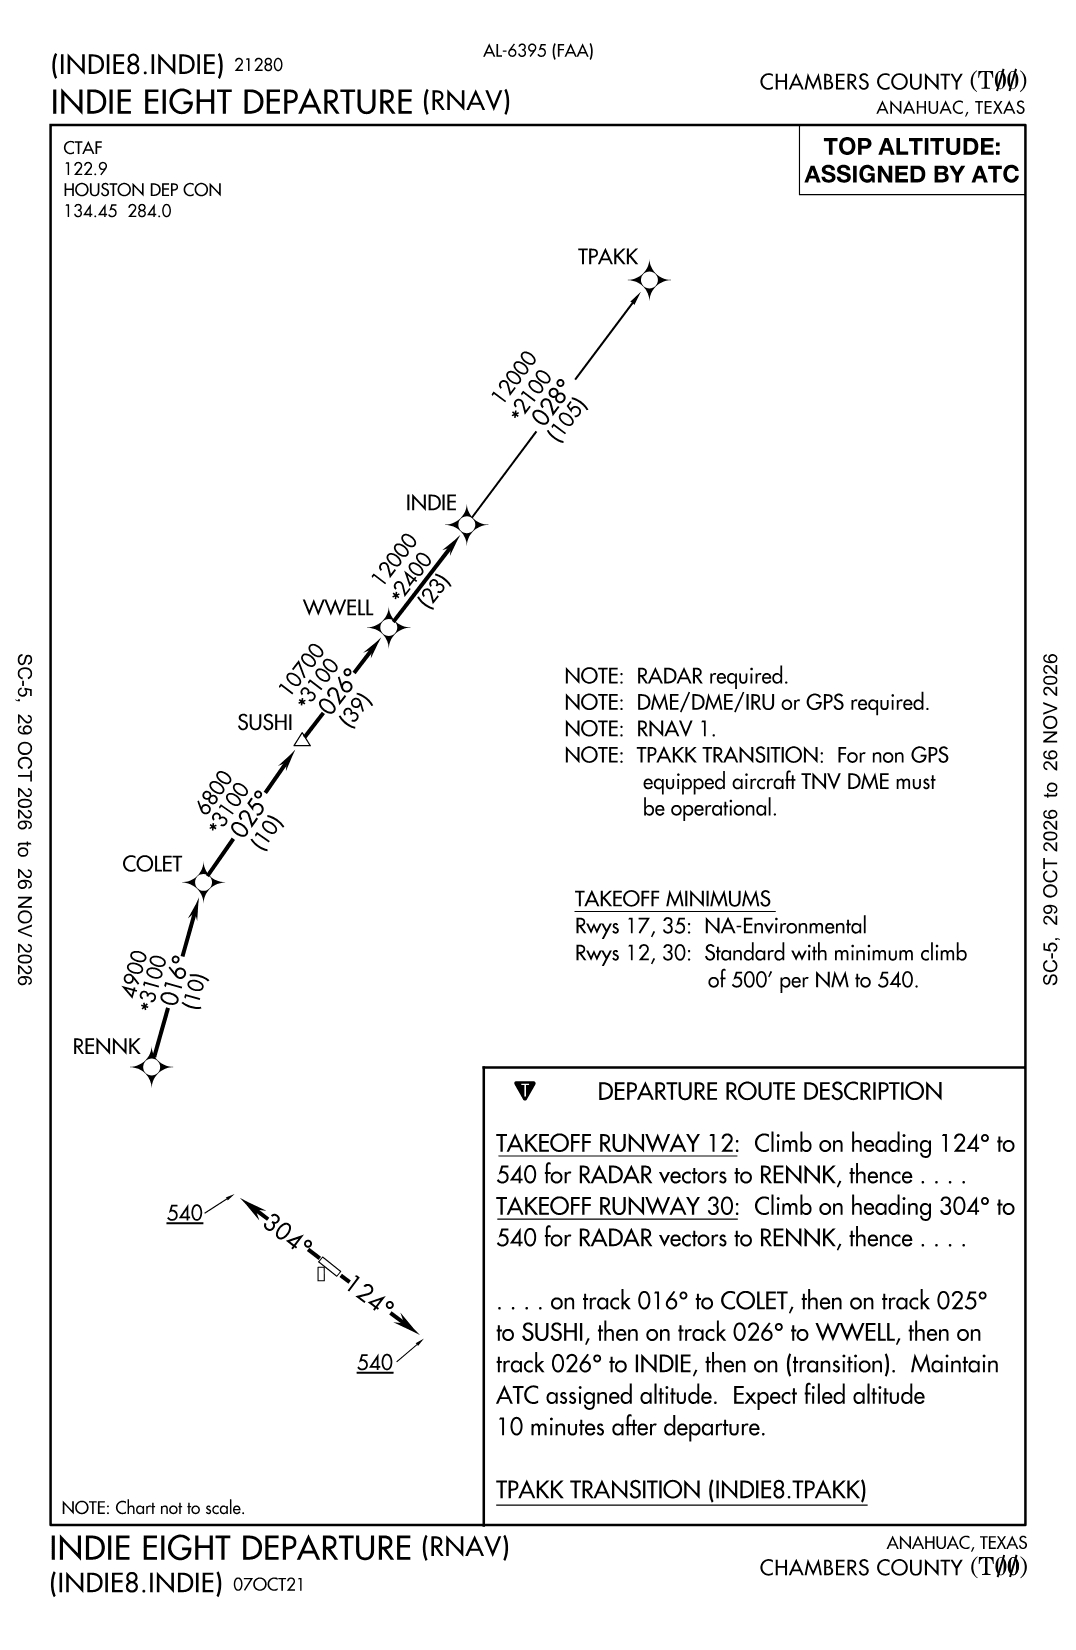 AL-6395 (FAA)
(INDIE8.INDIE) 21280
INDIE EIGHT DEPARTURE (RNAV)
CHAMBERS COUNTY (TØØ)
ANAHUAC, TEXAS
CTAF
122.9
HOUSTON DEP CON
134.45 284.0
TOP ALTITUDE:
ASSIGNED BY ATC
TPAKK
12000
*2100
028°
(105)
INDIE
12000
*2400
(23)
WWELL
10700
*3100
026°
(39)
SUSHI
6800
*3100
025°
(10)
COLET
4900
*3100
016°
(10)
RENNK
NOTE: RADAR required.
NOTE: DME/DME/IRU or GPS required.
NOTE: RNAV 1.
NOTE: TPAKK TRANSITION: For non GPS
equipped aircraft TNV DME must
be operational.
TAKEOFF MINIMUMS
Rwys 17, 35: NA-Environmental
Rwys 12, 30: Standard with minimum climb
of 500' per NM to 540.
540
304°
124°
540
T DEPARTURE ROUTE DESCRIPTION
TAKEOFF RUNWAY 12: Climb on heading 124° to
540 for RADAR vectors to RENNK, thence . . . .
TAKEOFF RUNWAY 30: Climb on heading 304° to
540 for RADAR vectors to RENNK, thence . . . .
. . . . on track 016° to COLET, then on track 025°
to SUSHI, then on track 026° to WWELL, then on
track 026° to INDIE, then on (transition). Maintain
ATC assigned altitude. Expect filed altitude
10 minutes after departure.
TPAKK TRANSITION (INDIE8.TPAKK)
NOTE: Chart not to scale.
SC-5, 29 OCT 2026 to 26 NOV 2026
SC-5, 29 OCT 2026 to 26 NOV 2026
INDIE EIGHT DEPARTURE (RNAV)
(INDIE8.INDIE) 07OCT21
ANAHUAC, TEXAS
CHAMBERS COUNTY (TØØ)